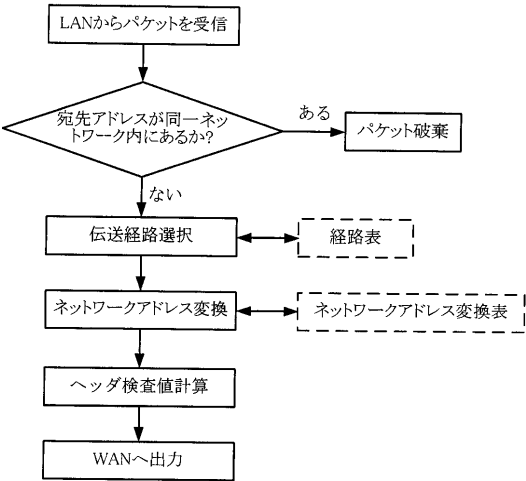 LANからパケットを受信
宛先アドレスが同一ネッ
トワーク内にあるか?
ある
パケット破棄
ない
伝送経路選択
経路表
ネットワークアドレス変換
ネットワークアドレス変換表
ヘッダ検査値計算
WANへ出力